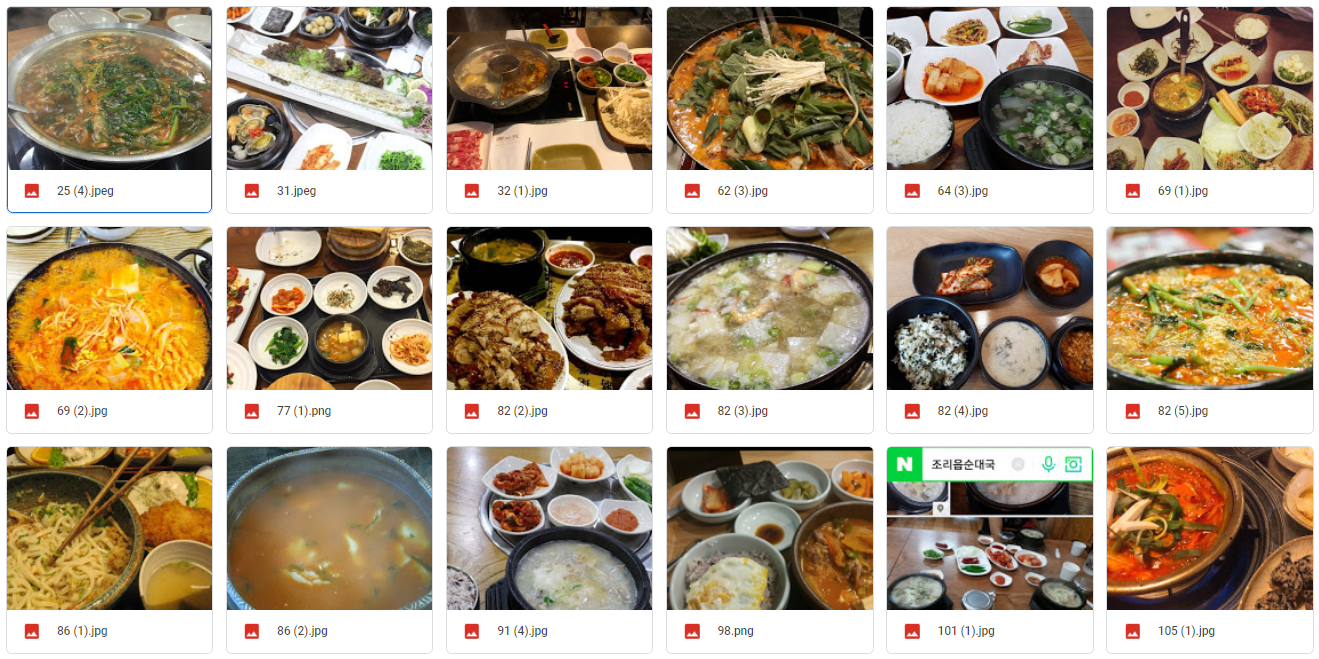 25 (4).jpeg
31.jpeg
32 (1).jpg
62 (3).jpg
64 (3).jpg
69 (1).jpg
69 (2).jpg
77 (1).png
82 (2).jpg
82 (3).jpg
82 (4).jpg
82 (5).jpg
N 조리읍순대국
86 (1).jpg
86 (2).jpg
91 (4).jpg
98.png
101 (1).jpg
105 (1).jpg